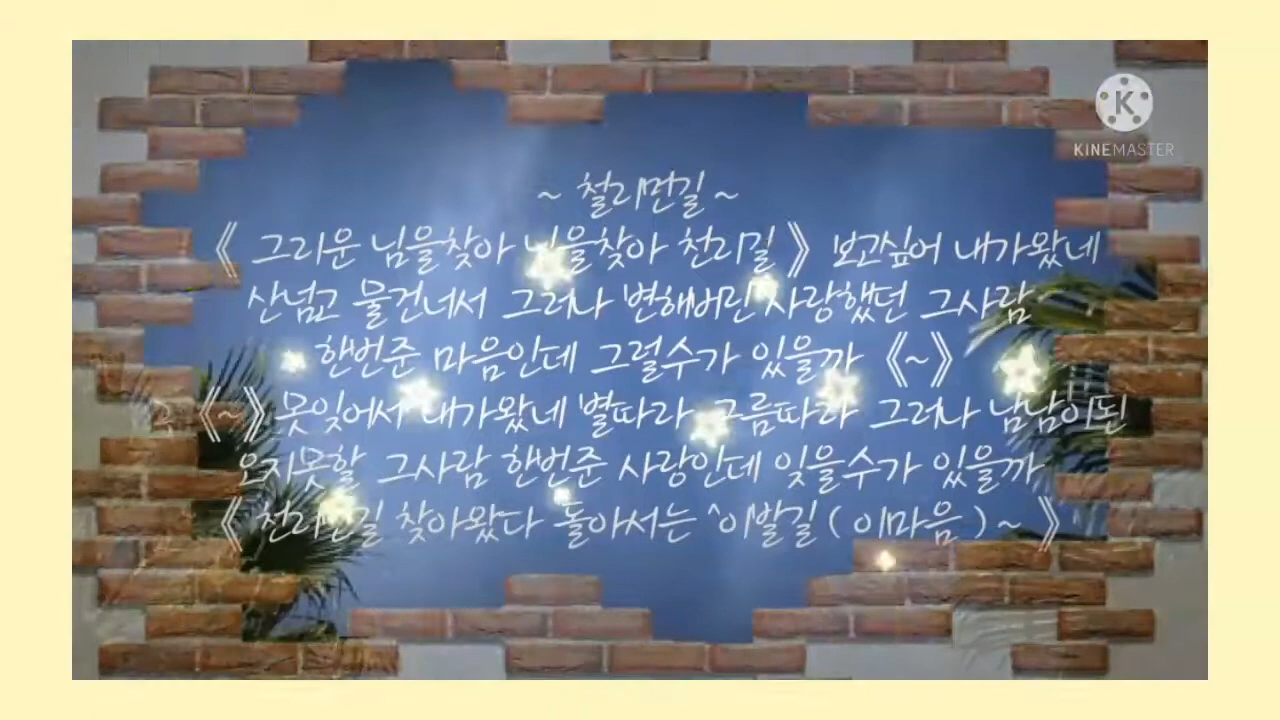 KINEMASTER
~ 철리먼길 ~
《 그리운 님을찾아 님을찾아 천리길 》 보고싶어 내가왔네
산넘고 물건너서 그러나 변해버린 사랑했던 그사람
한번준 마음인데 그럴수가 있을까 《~》
《~》 못잊어서 내가왔네 별따라 구름따라 그러나 남남이된
오지못할 그사람 한번준 사랑인데 잊을수가 있을까
《 천리먼길 찾아왔다 돌아서는 ^이발길 ( 이마음 ) ~ 》